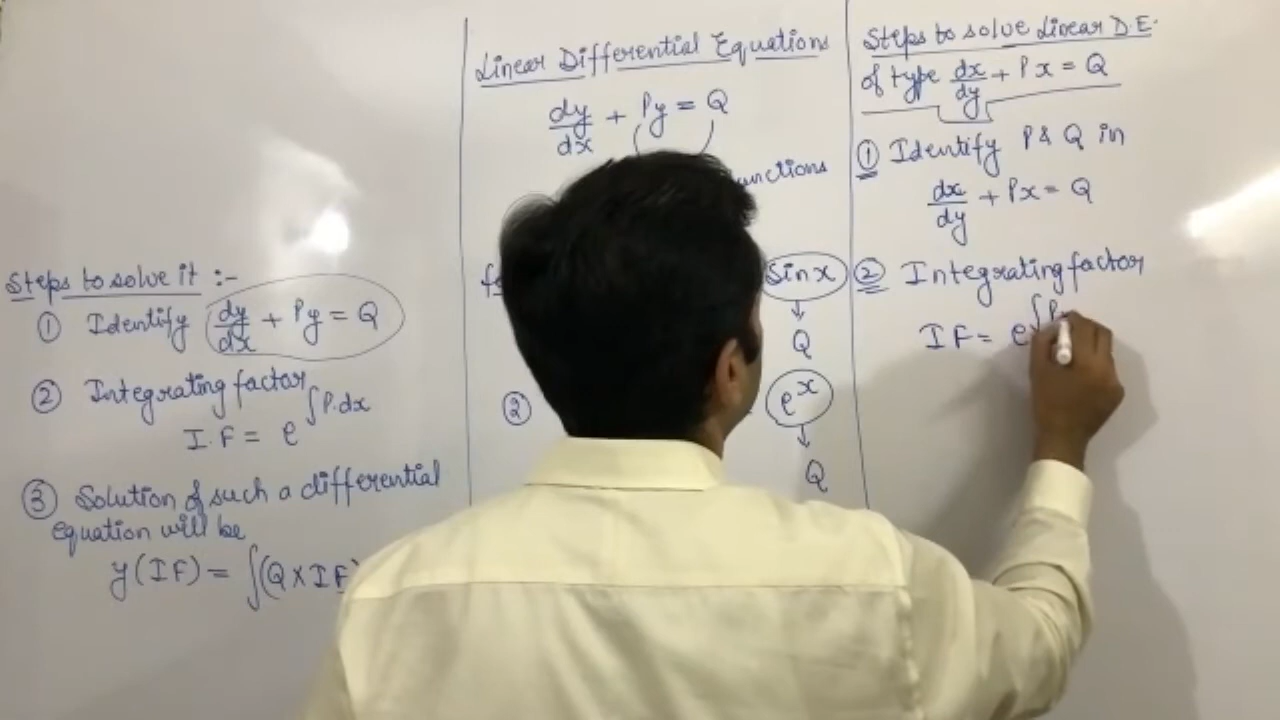 Steps to solve it :-
① Identify dy/dx + Py = Q
② Integrating factor
I.F = e^∫P.dx
③ Solution of such a differential
equation will be
y(IF) = ∫(Q×IF)
Linear Differential Equations
dy/dx + Py = Q
unctions
Sinx
↓
Q
②
e^x
↓
Q
Steps to solve Linear D.E.
of type dx/dy + Px = Q
① Identify P & Q in
dx/dy + Px = Q
② Integrating factor
IF = e^∫P